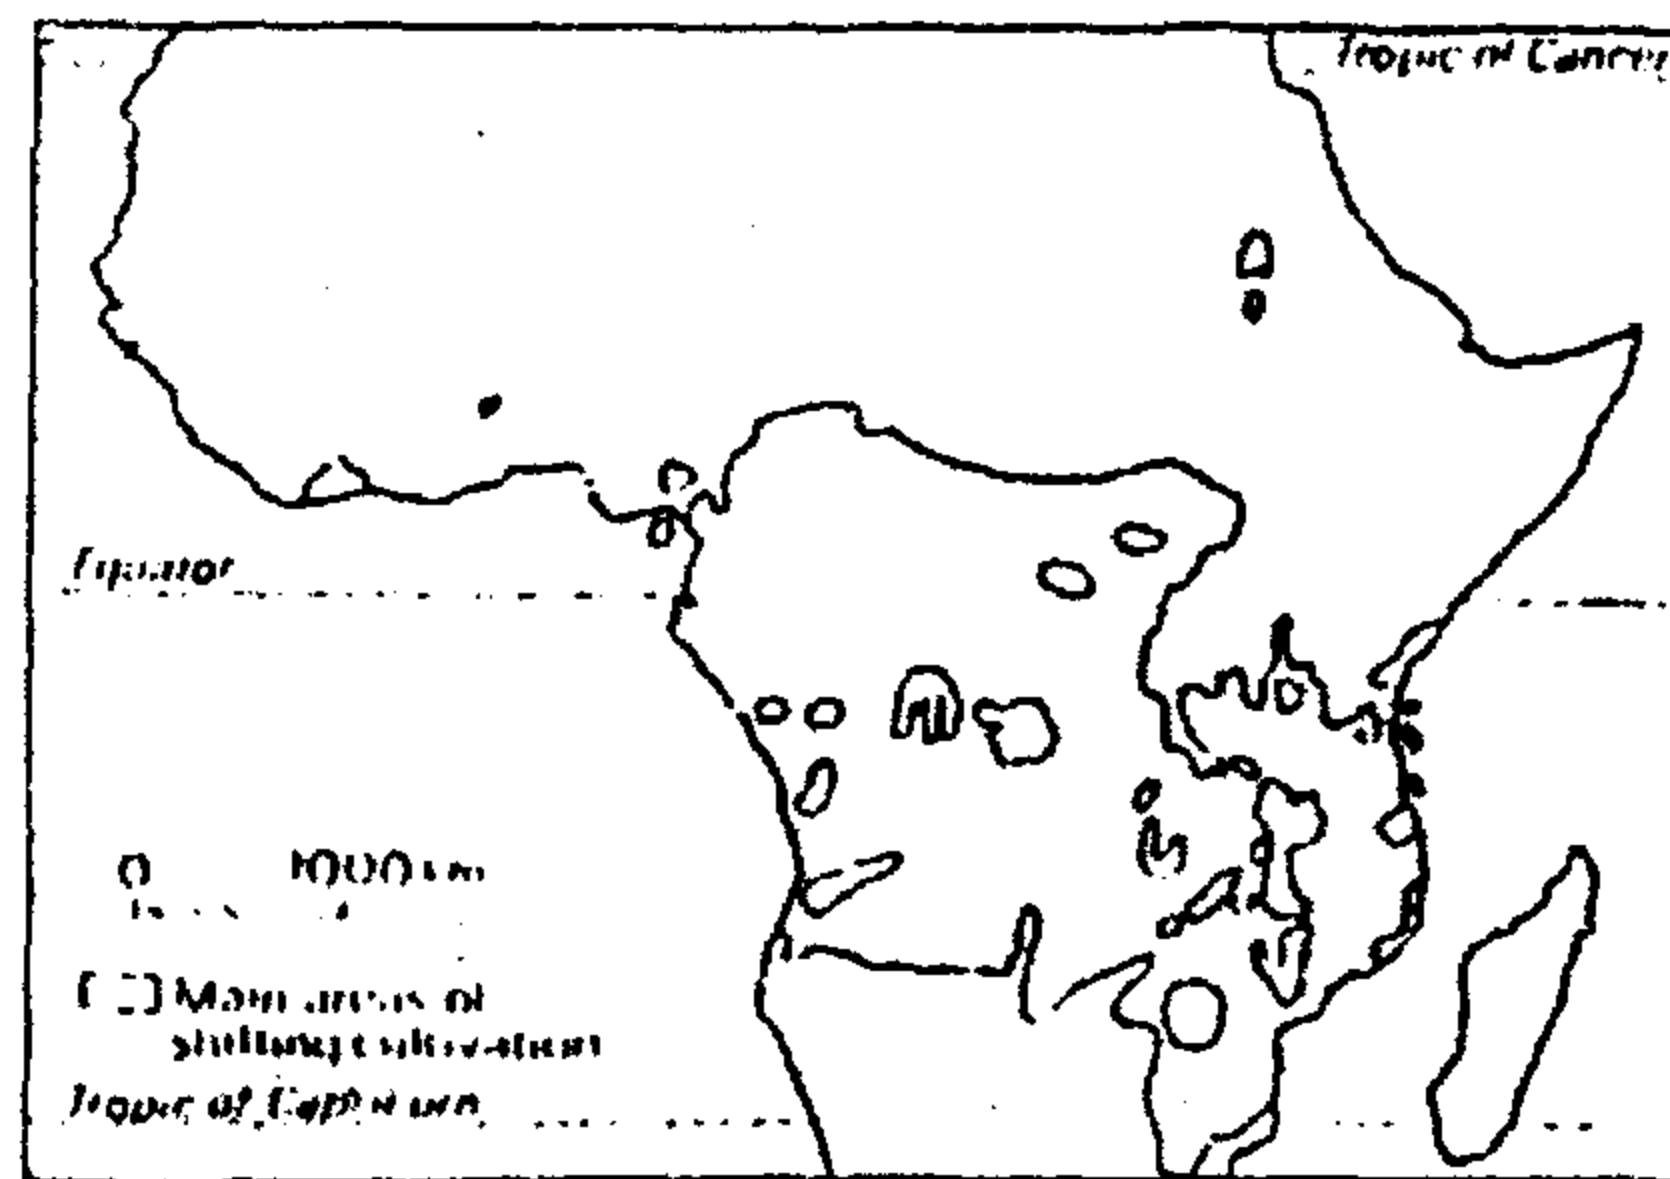 Tropic of Cancer
Equator
0 1000 km
Main areas of
shifting cultivation
Tropic of Capricorn